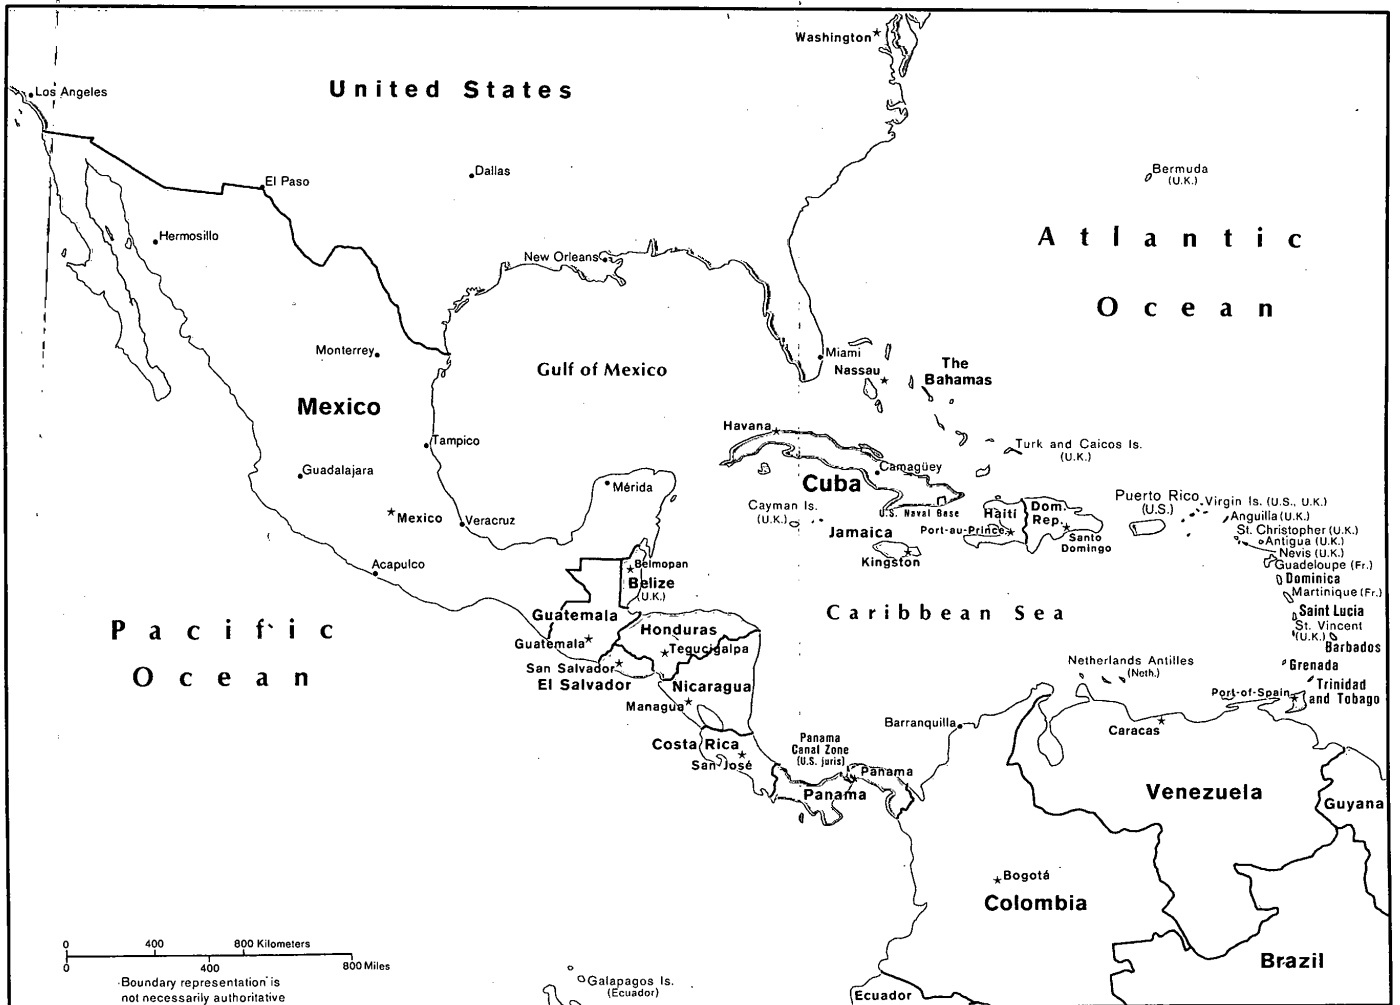 Washington
United States
Los Angeles
Dallas
Bermuda
(U.K.)
El Paso
Hermosillo
Atlantic
New Orleans
Ocean
Monterrey
Miami
Gulf of Mexico
Nassau
The
Bahamas
Mexico
Havana
Tampico
Turk and Caicos Is.
(U.K.)
Guadalajara
Camagüey
Mérida
Cuba
Puerto Rico
(U.S.)
Virgin Is. (U.S., U.K.)
Cayman Is.
(U.K.)
U.S. Naval Base
Haiti
Dom.
Rep.
Anguilla (U.K.)
Mexico
Veracruz
Jamaica
Port-au-Prince
Santo
Domingo
St. Christopher (U.K.)
Antigua (U.K.)
Nevis (U.K.)
Kingston
Guadeloupe (Fr.)
Acapulco
Belmopan
Belize
(U.K.)
Dominica
Martinique (Fr.)
Guatemala
Caribbean Sea
Saint Lucia
St. Vincent
(U.K.)
Pacific
Ocean
Honduras
Guatemala
Tegucigalpa
Barbados
San Salvador
El Salvador
Netherlands Antilles
(Neth.)
Grenada
Nicaragua
Port-of-Spain
Trinidad
and Tobago
Managua
Barranquilla
Caracas
Costa Rica
San José
Panama
Canal Zone
(U.S. juris)
Panama
Panama
Venezuela
Guyana
Bogotá
Colombia
0 400 800 Kilometers
0 400 800 Miles
Brazil
Boundary representation is
not necessarily authoritative
Galapagos Is.
(Ecuador)
Ecuador